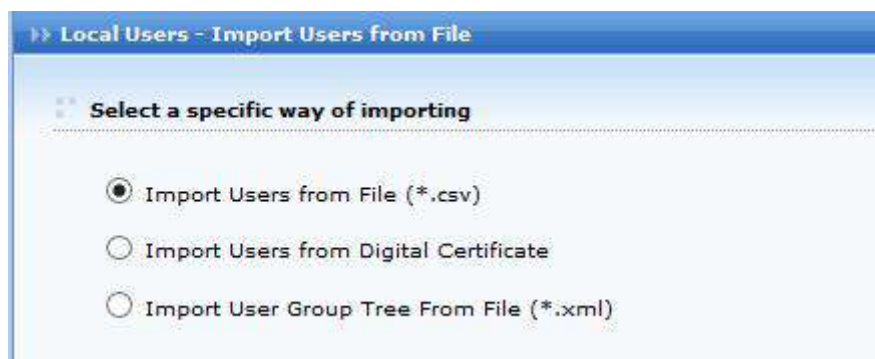 Local Users - Import Users from File
Select a specific way of importing
Import Users from File (*.csv)
Import Users from Digital Certificate
Import User Group Tree From File (*.xml)